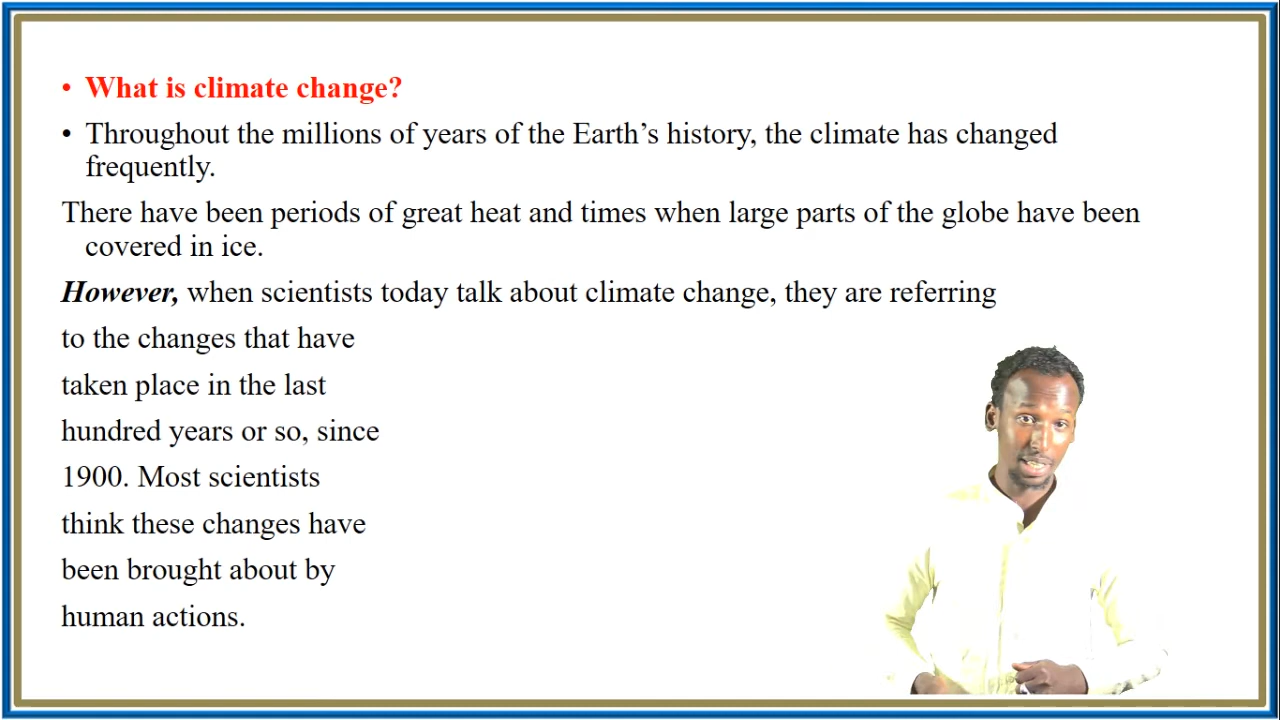 • What is climate change?
• Throughout the millions of years of the Earth’s history, the climate has changed
frequently.
There have been periods of great heat and times when large parts of the globe have been
covered in ice.
However, when scientists today talk about climate change, they are referring
to the changes that have
taken place in the last
hundred years or so, since
1900. Most scientists
think these changes have
been brought about by
human actions.